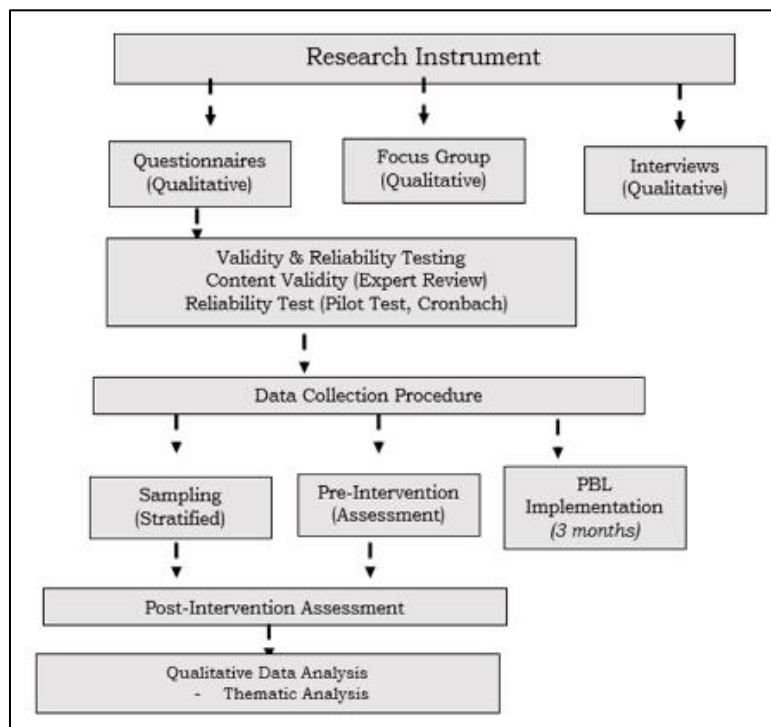 Research Instrument
Questionnaires
(Qualitative)
Focus Group
(Qualitative)
Interviews
(Qualitative)
Validity & Reliability Testing
Content Validity (Expert Review)
Reliability Test (Pilot Test, Cronbach)
Data Collection Procedure
Sampling
(Stratified)
Pre-Intervention
(Assessment)
PBL
Implementation
(3 months)
Post-Intervention Assessment
Qualitative Data Analysis
- Thematic Analysis